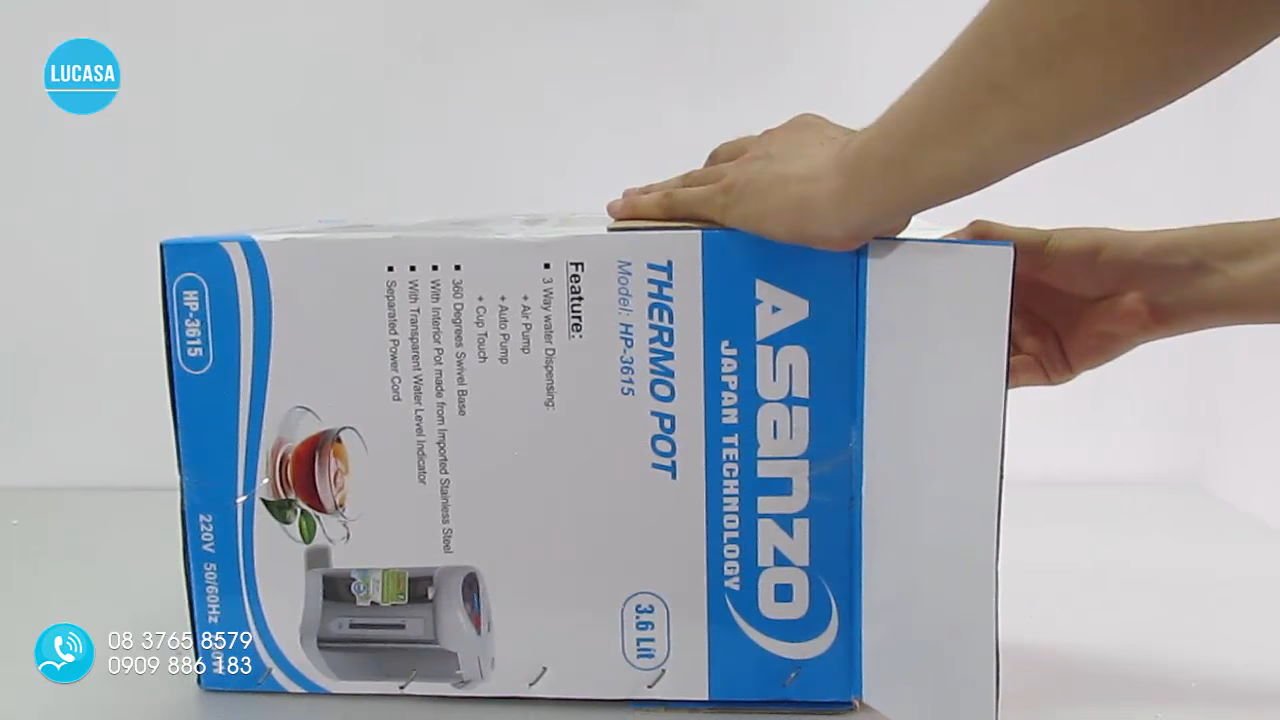 LUCASA
Asanzo
JAPAN TECHNOLOGY
THERMO POT
Model: HP-3615
3.6 Lít
Feature:
▪ 3 Way water Dispensing:
+ Air Pump
+ Auto Pump
+ Cup Touch
▪ 360 Degrees Swivel Base
▪ With Interior Pot made from Imported Stainless Steel
▪ With Transparent Water Level Indicator
▪ Separated Power Cord
HP-3615
220V 50/60Hz
08 3765 8579
0909 886 183